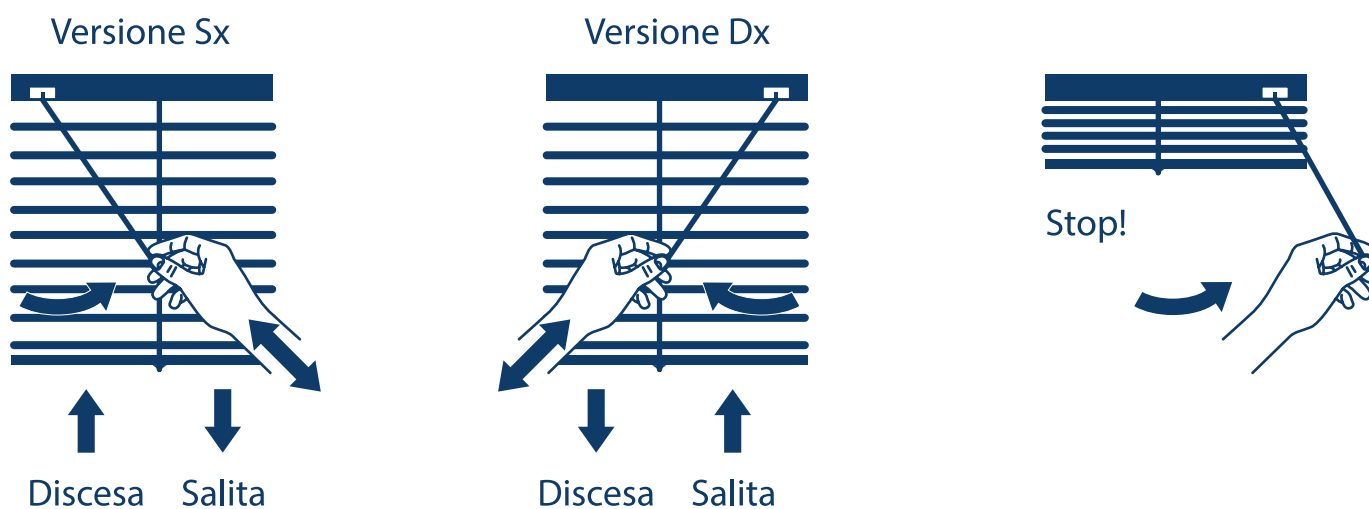 Versione Sx
Versione Dx
Stop!
Discesa
Salita
Discesa
Salita